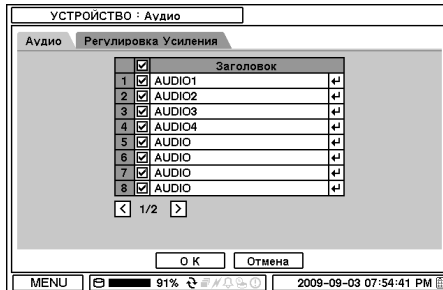 УСТРОЙСТВО : Аудио
Аудио Регулировка Усиления
Заголовок
1 AUDIO1
2 AUDIO2
3 AUDIO3
4 AUDIO4
5 AUDIO
6 AUDIO
7 AUDIO
8 AUDIO
1/2
O K Отмена
MENU 91% 2009-09-03 07:54:41 PM